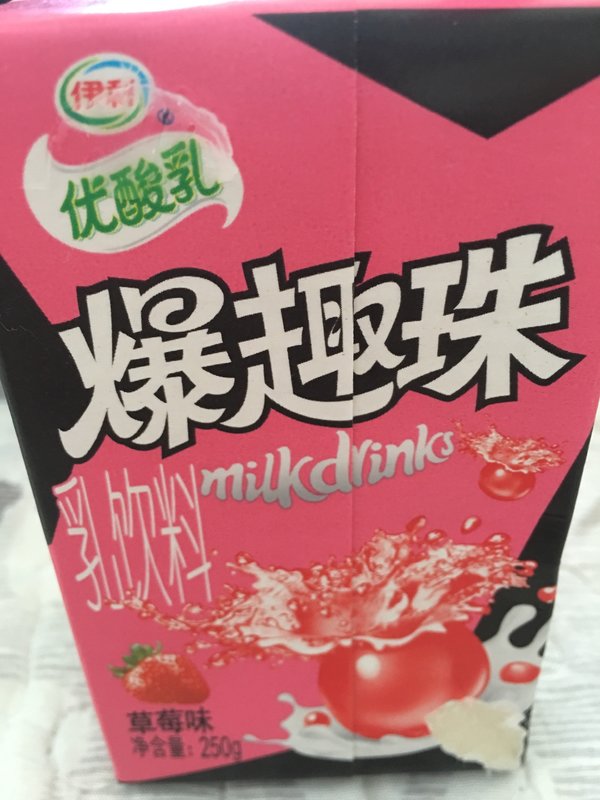 伊利
优酸乳
爆趣珠
milkdrinks
乳饮料
草莓味
净含量: 250g